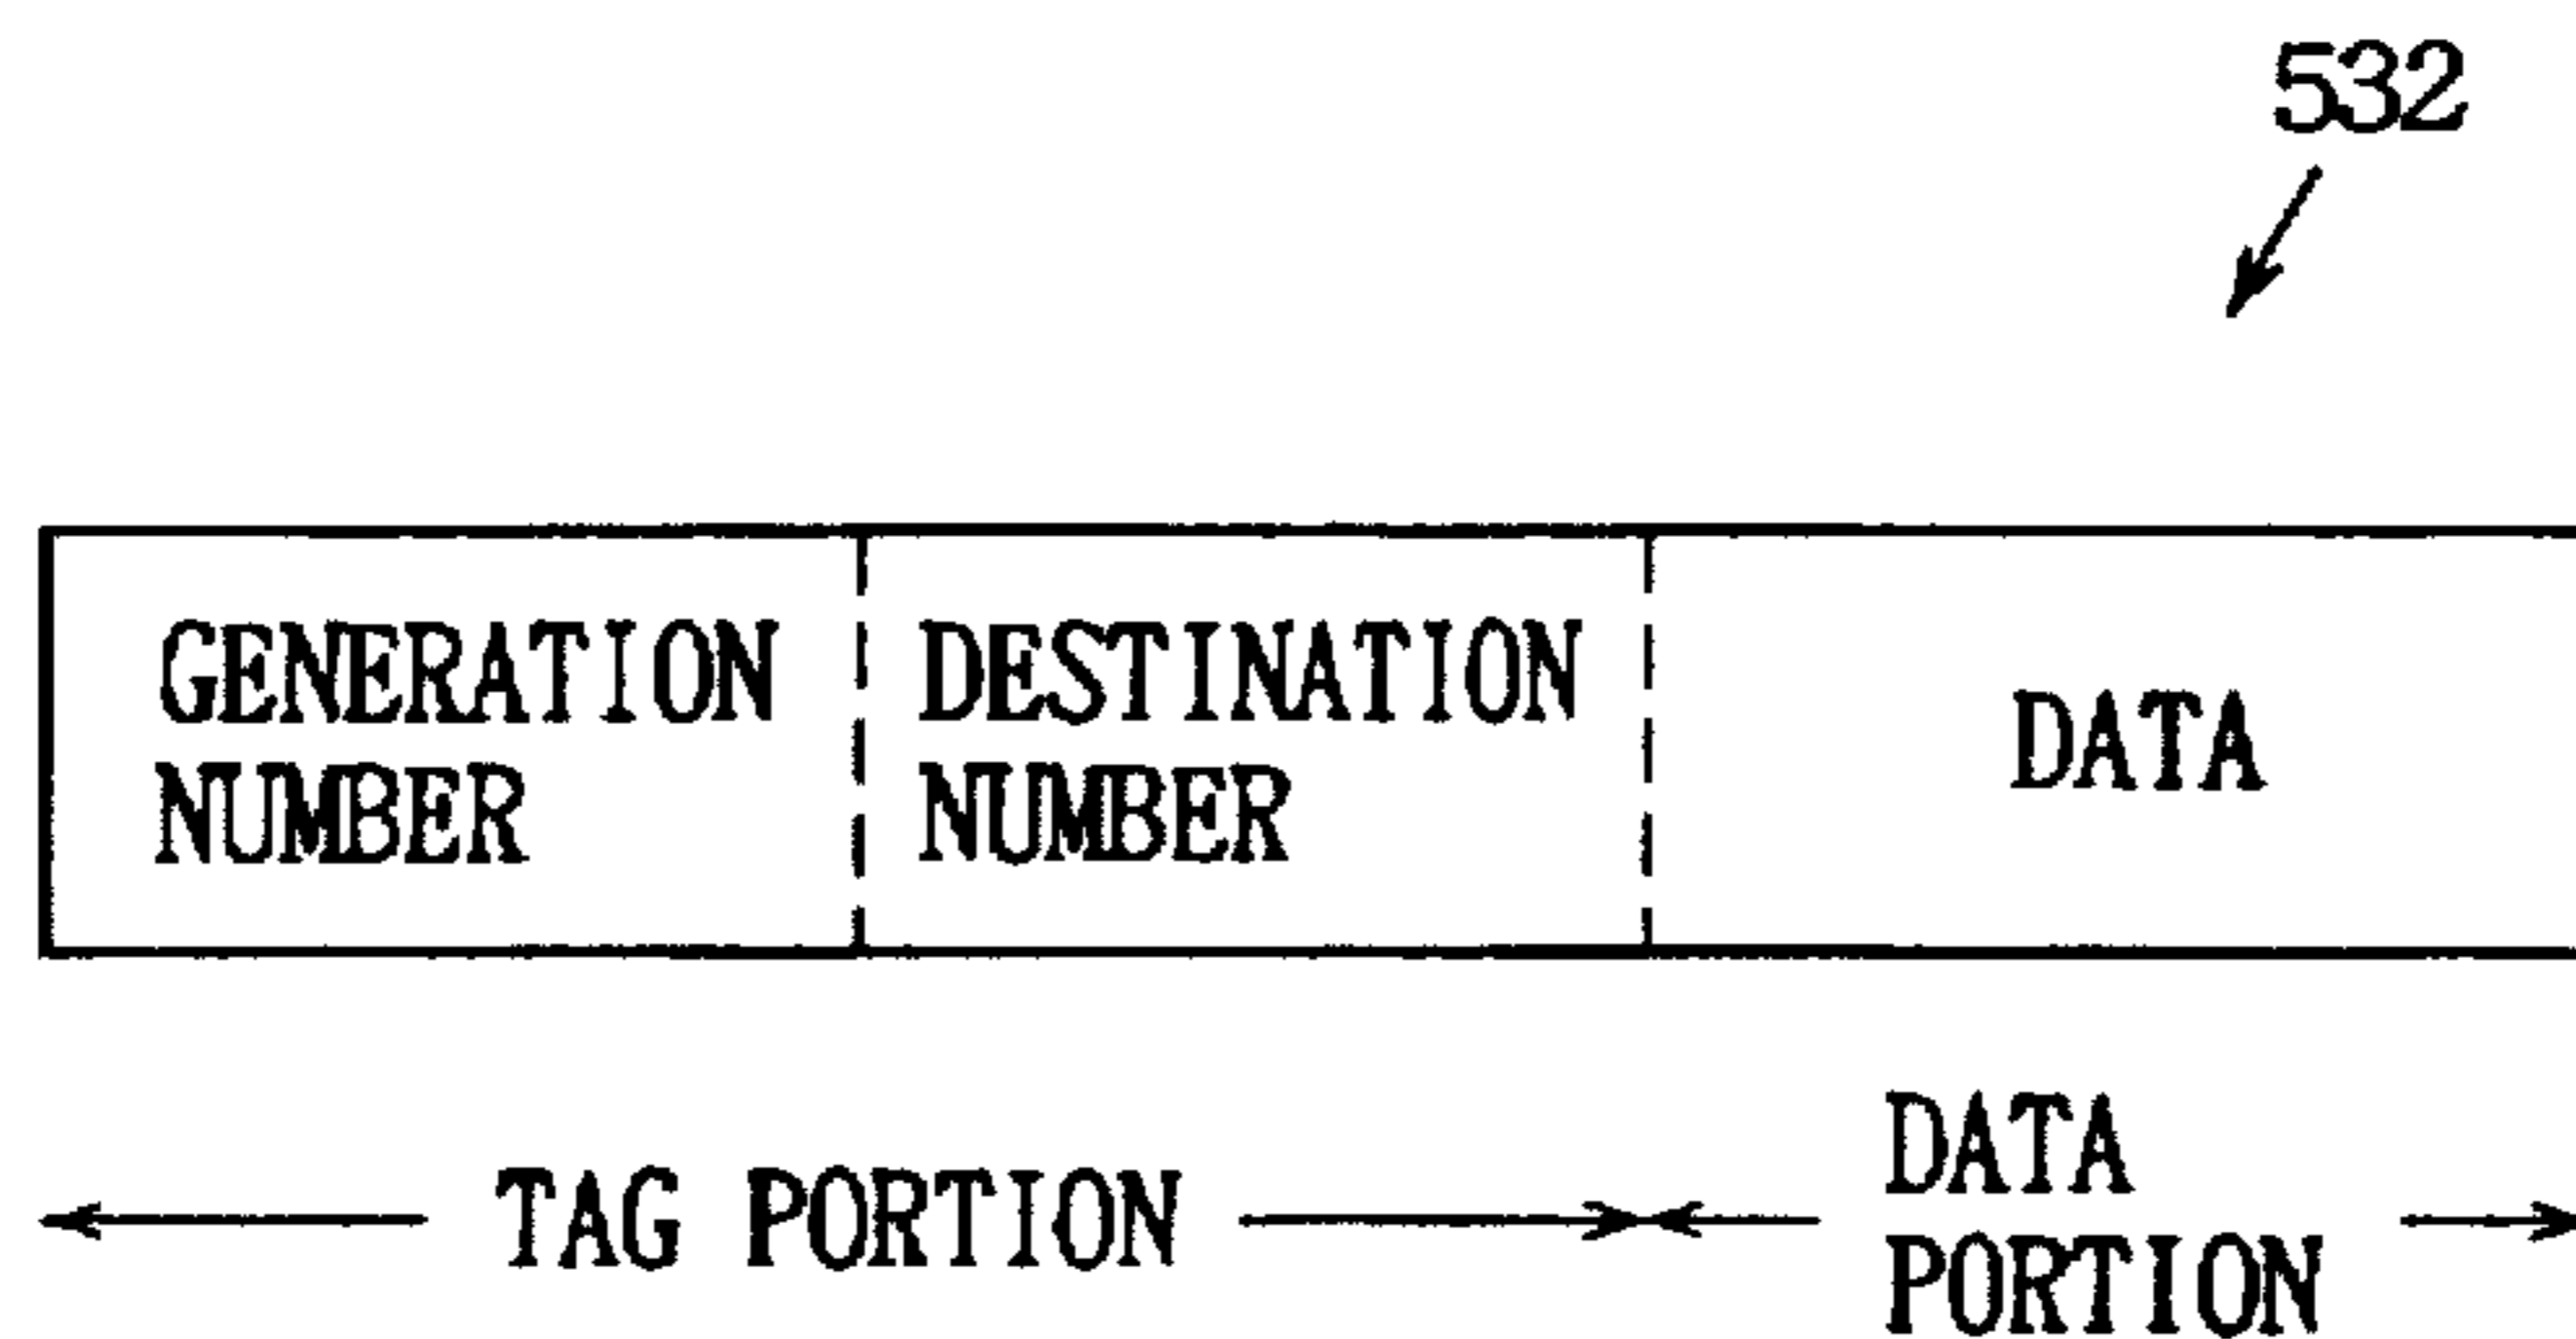 532
GENERATION
NUMBER
DESTINATION
NUMBER
DATA
TAG PORTION
DATA
PORTION